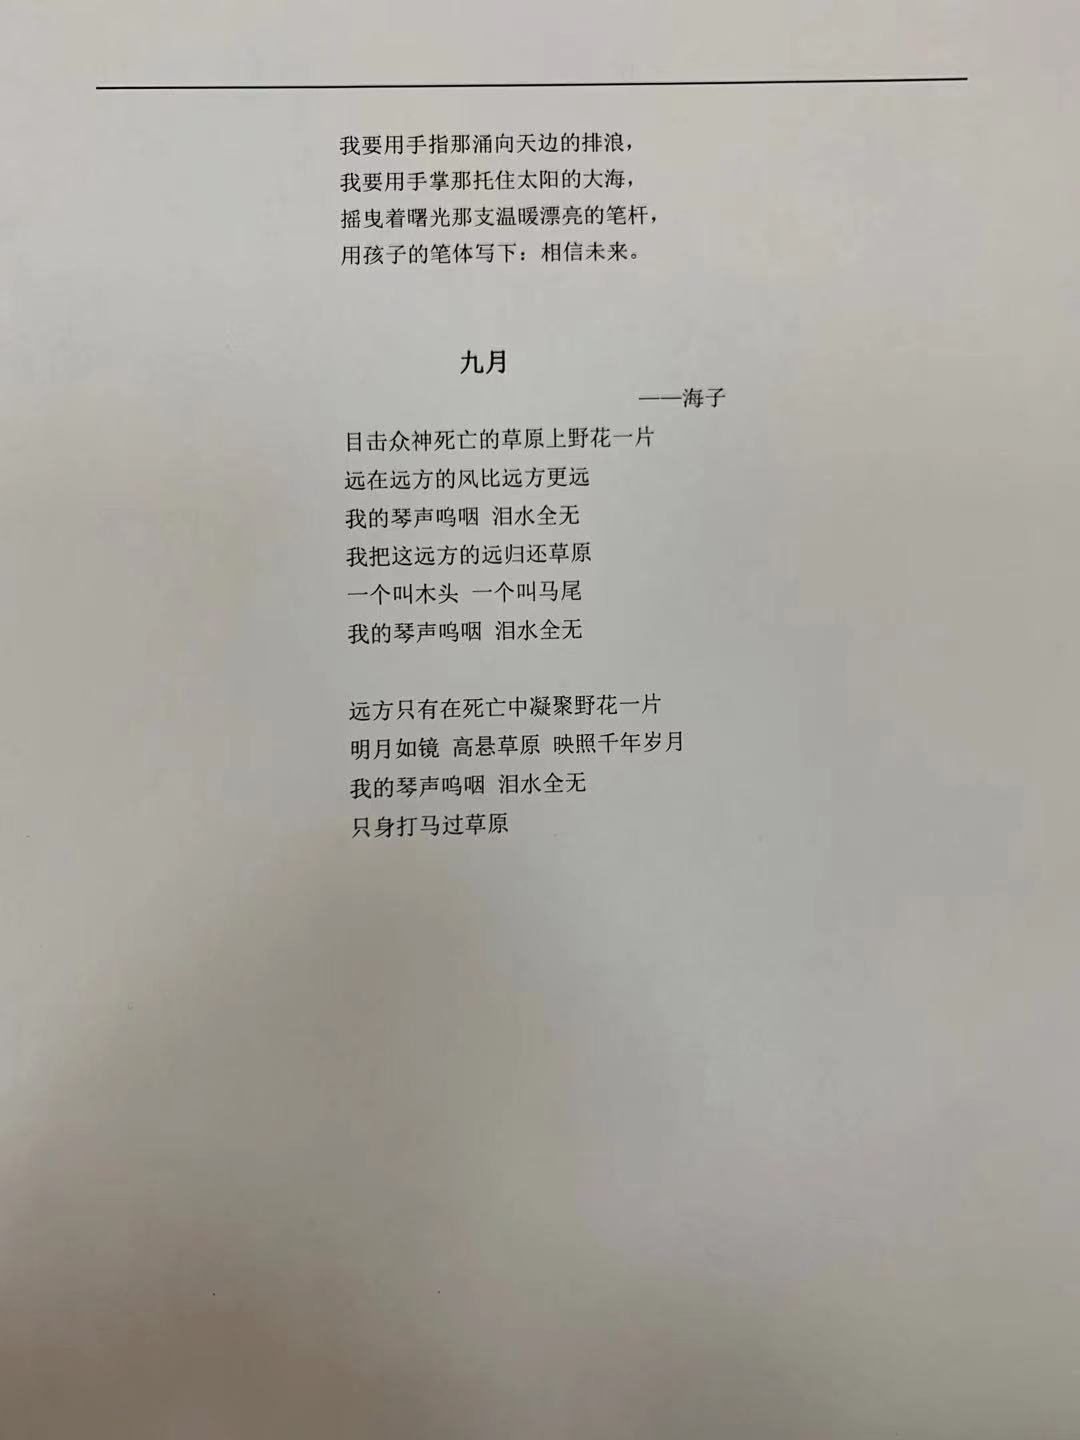 我要用手指那涌向天边的排浪，
我要用手掌那托住太阳的大海，
摇曳着曙光那支温暖漂亮的笔杆，
用孩子的笔体写下：相信未来。
九月
——海子
目击众神死亡的草原上野花一片
远在远方的风比远方更远
我的琴声呜咽 泪水全无
我把这远方的远归还草原
一个叫木头 一个叫马尾
我的琴声呜咽 泪水全无
远方只有在死亡中凝聚野花一片
明月如镜 高悬草原 映照千年岁月
我的琴声呜咽 泪水全无
只身打马过草原